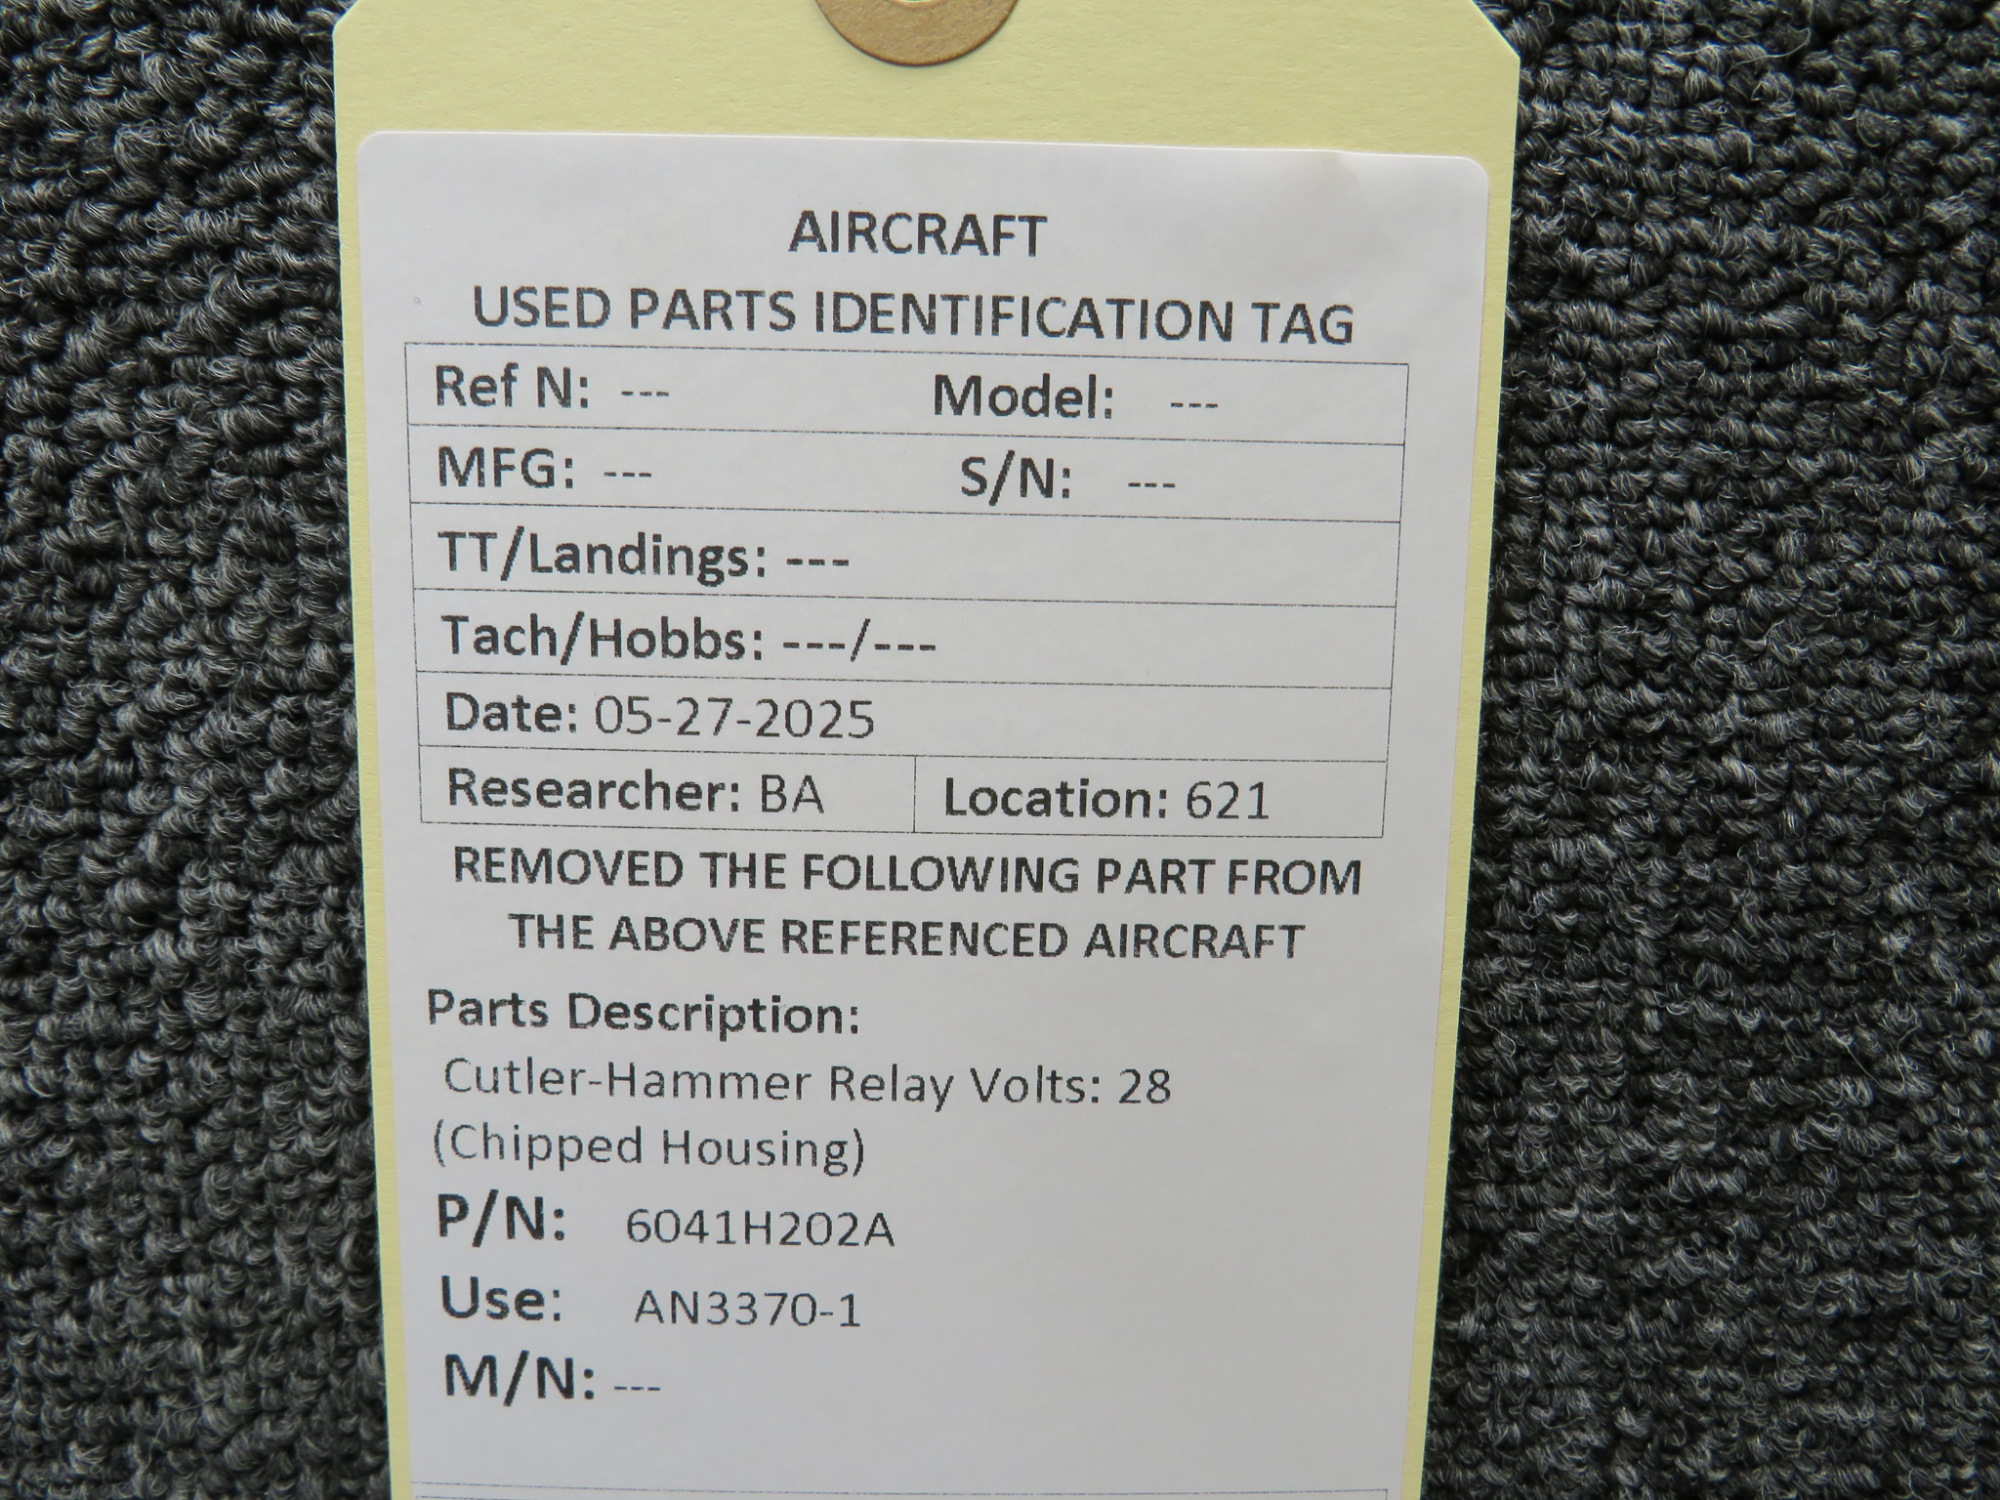 AIRCRAFT
USED PARTS IDENTIFICATION TAG
Ref N: --- Model: ---
MFG: --- S/N: ---
TT/Landings: ---
Tach/Hobbs: ---/---
Date: 05-27-2025
Researcher: BA Location: 621
REMOVED THE FOLLOWING PART FROM
THE ABOVE REFERENCED AIRCRAFT
Parts Description:
Cutler-Hammer Relay Volts: 28
(Chipped Housing)
P/N: 6041H202A
Use: AN3370-1
M/N: ---